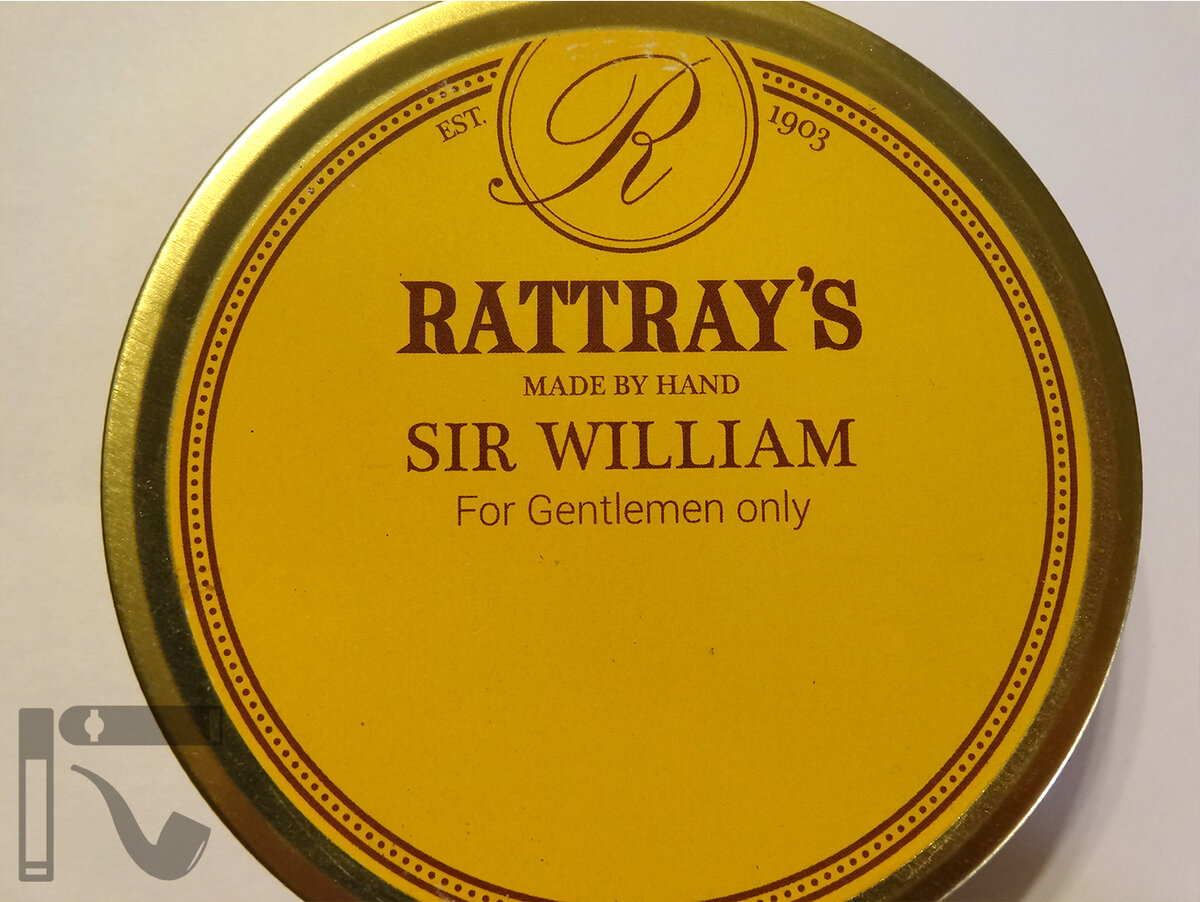 R
EST. 1903
RATTRAY'S
MADE BY HAND
SIR WILLIAM
For Gentlemen only